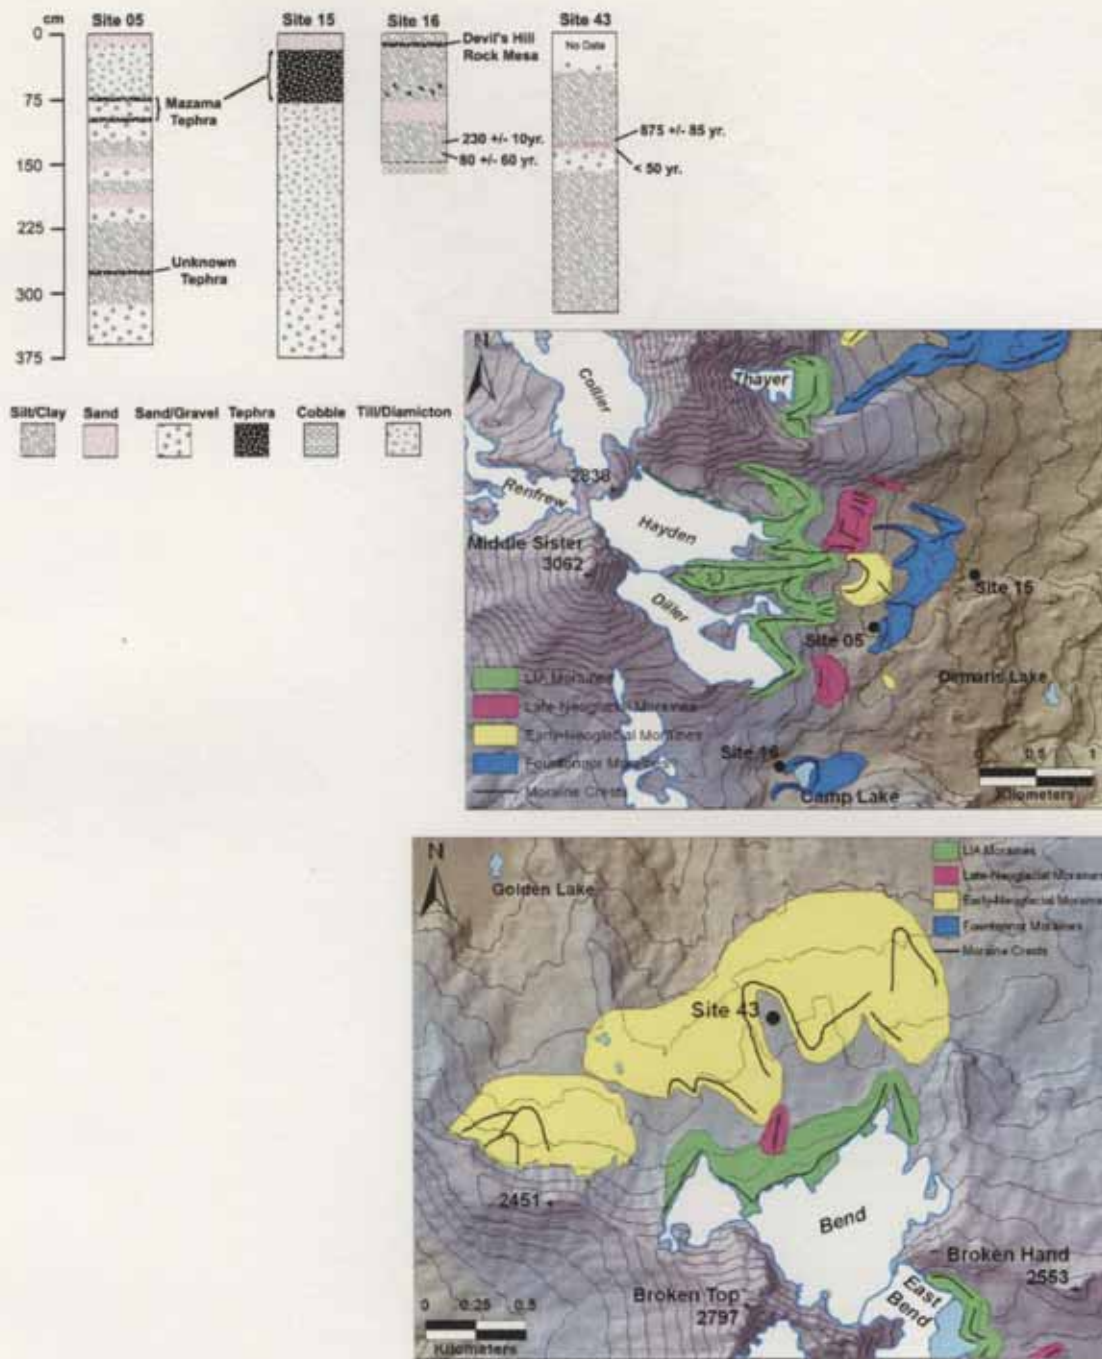 cm Site 05 Site 15 Site 16 Site 43
0
75
150
225
300
375
Mazama
Tephra
Unknown
Tephra
Devil's Hill
Rock Mesa
230 +/- 10yr.
80 +/- 60 yr.
No Data
875 +/- 85 yr.
< 50 yr.
Silt/Clay Sand Sand/Gravel Tephra Cobble Till/Diamicton
N
Collier
Thayer
2838
Renfrew
Hayden
Middle Sister
3062
Diller
Site 15
Site 05
LIA Moraines
Late-Neoglacial Moraines
Early-Neoglacial Moraines
Moraine Crests
Demaris Lake
Site 16
Camp Lake
0 0.5 1
Kilometers
N
Golden Lake
LIA Moraines
Late-Neoglacial Moraines
Early-Neoglacial Moraines
Moraine Crests
Site 43
2451
Bend
Broken Hand
2553
East
Bend
Broken Top
2797
0 0.25 0.5
Kilometers